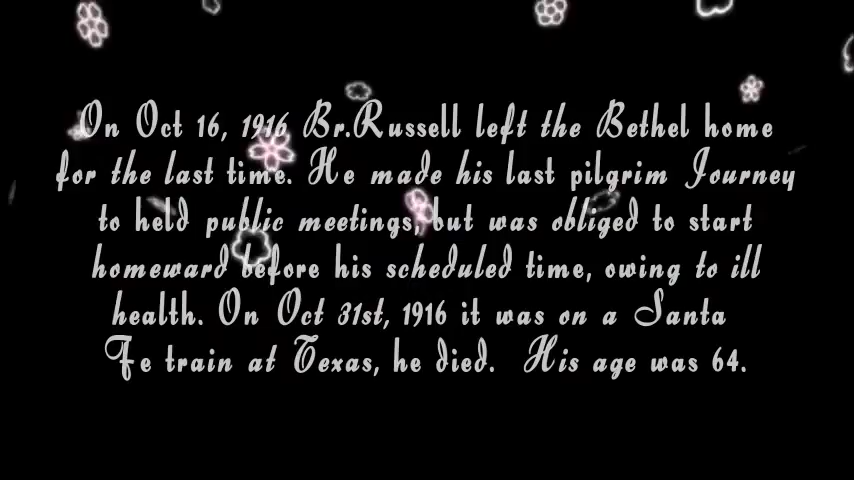 On Oct 16, 1916 Br.Russell left the Bethel home
for the last time. He made his last pilgrim Journey
to held public meetings, but was obliged to start
homeward before his scheduled time, owing to ill
health. On Oct 31st, 1916 it was on a Santa
Fe train at Texas, he died. His age was 64.